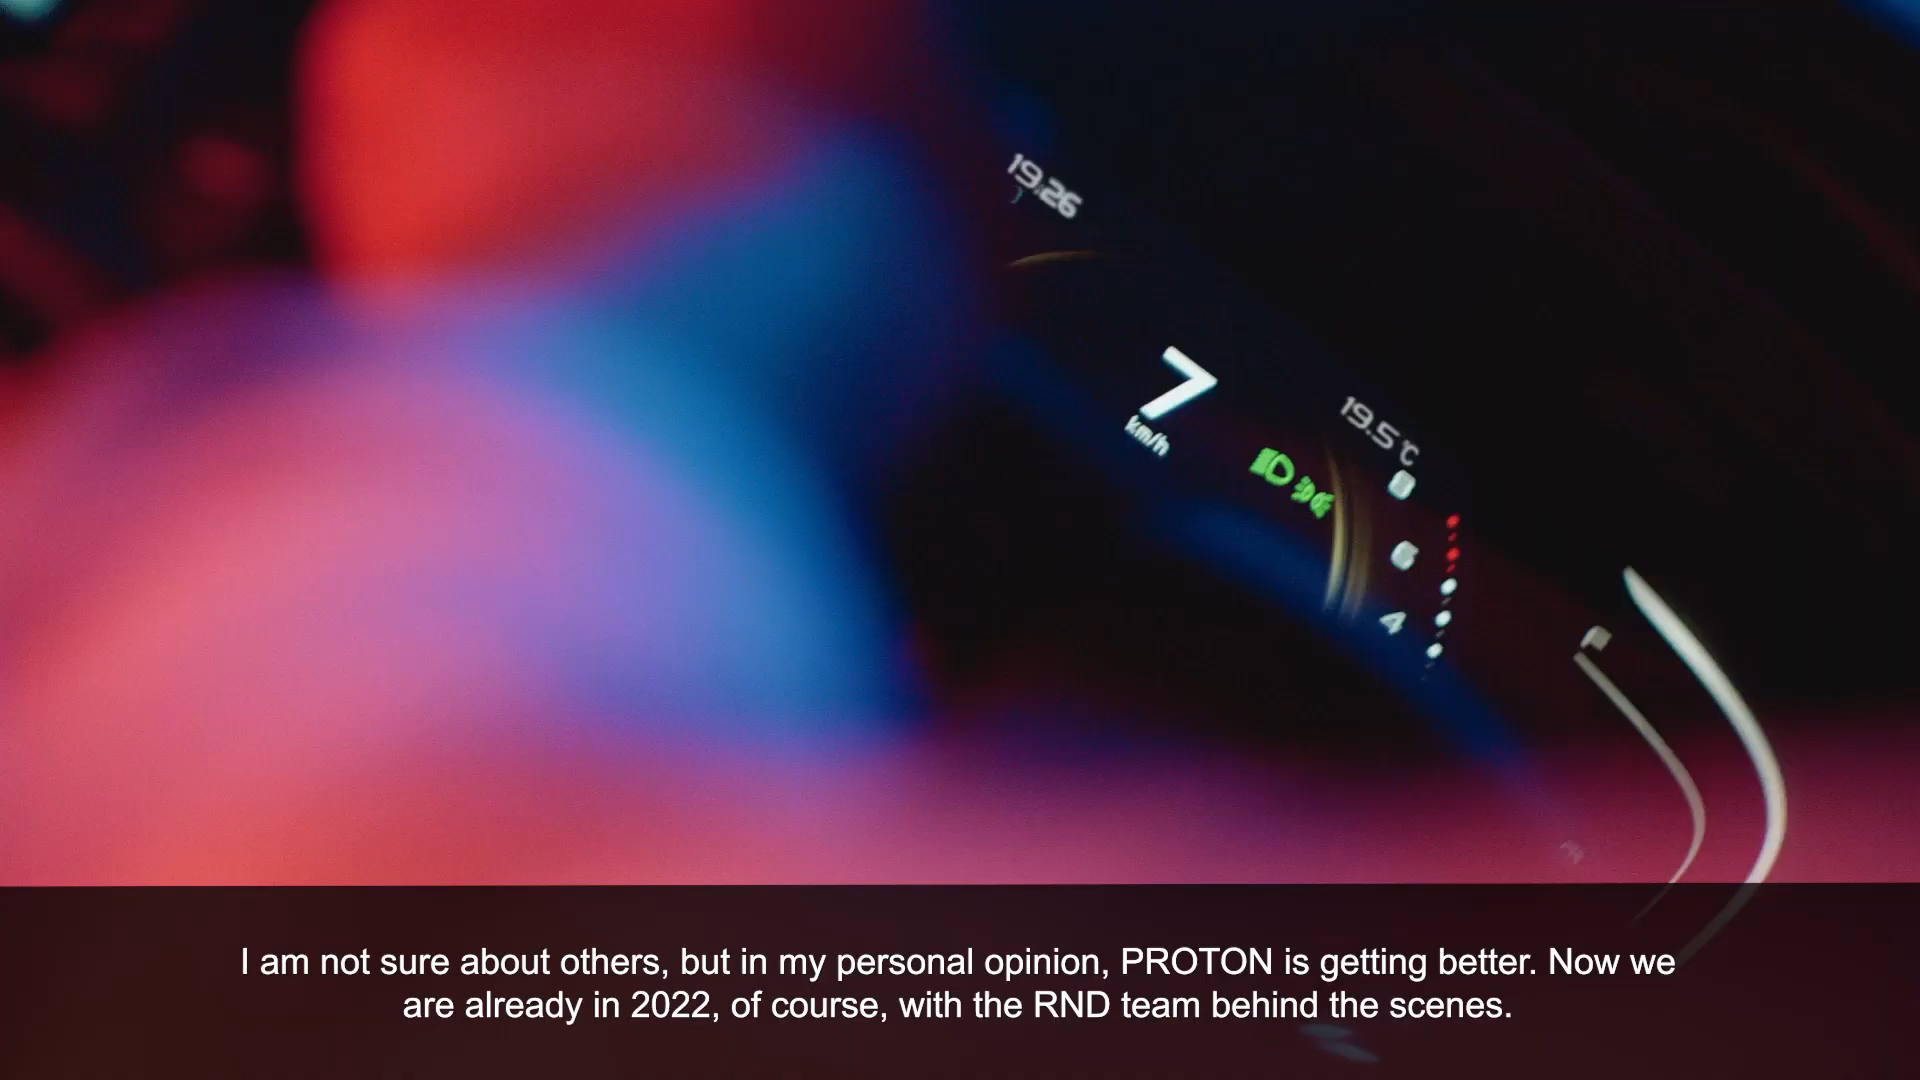 19:26
7
km/h
19.5 °C
6
4
I am not sure about others, but in my personal opinion, PROTON is getting better. Now we
are already in 2022, of course, with the RND team behind the scenes.